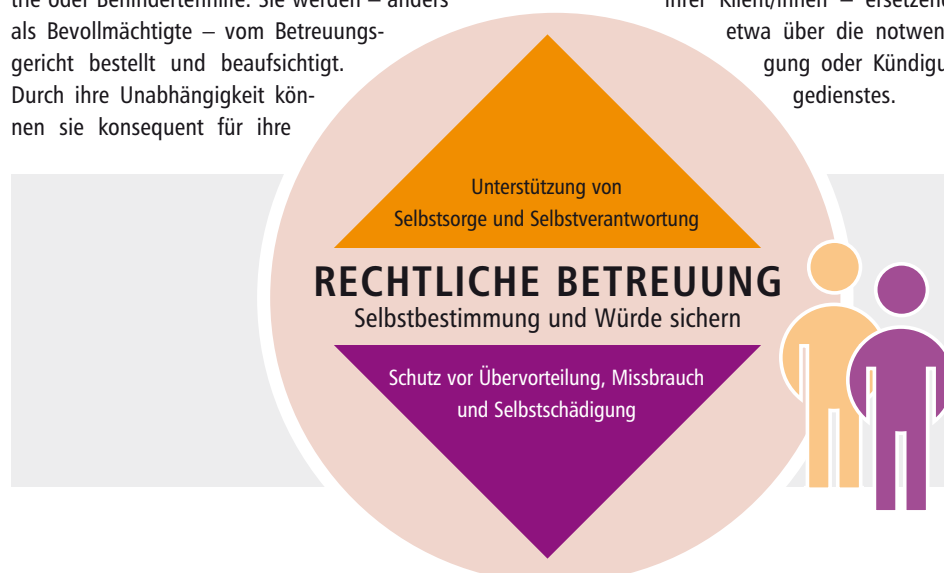 als Bevollmächtigte – vom Betreuungs-
gericht bestellt und beaufsichtigt.
Durch ihre Unabhängigkeit kön-
nen sie konsequent für ihre
etwa über die
gung oder
gedienstes.
Unterstützung von
Selbstsorge und Selbstverantwortung
RECHTLICHE BETREUUNG
Selbstbestimmung und Würde sichern
Schutz vor Übervorteilung, Missbrauch
und Selbstschädigung